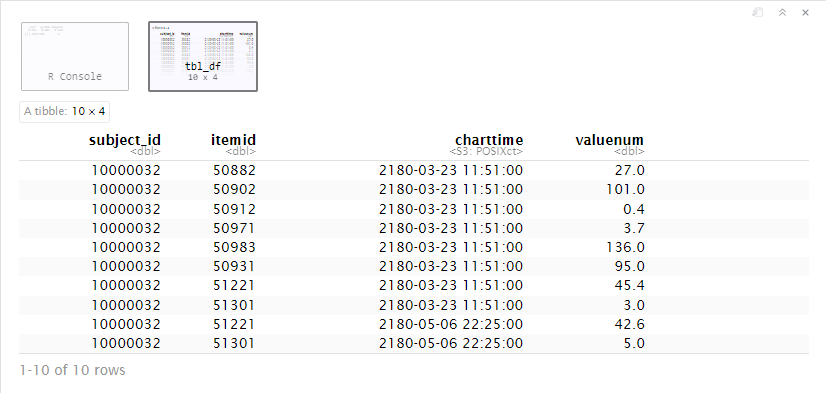 R Console
tbl_df
10 x 4
A tibble: 10 × 4
subject_id itemid charttime valuenum
<dbl> <dbl> <S3: POSIXct> <dbl>
10000032 50882 2180-03-23 11:51:00 27.0
10000032 50902 2180-03-23 11:51:00 101.0
10000032 50912 2180-03-23 11:51:00 0.4
10000032 50971 2180-03-23 11:51:00 3.7
10000032 50983 2180-03-23 11:51:00 136.0
10000032 50931 2180-03-23 11:51:00 95.0
10000032 51221 2180-03-23 11:51:00 45.4
10000032 51301 2180-03-23 11:51:00 3.0
10000032 51221 2180-05-06 22:25:00 42.6
10000032 51301 2180-05-06 22:25:00 5.0
1-10 of 10 rows